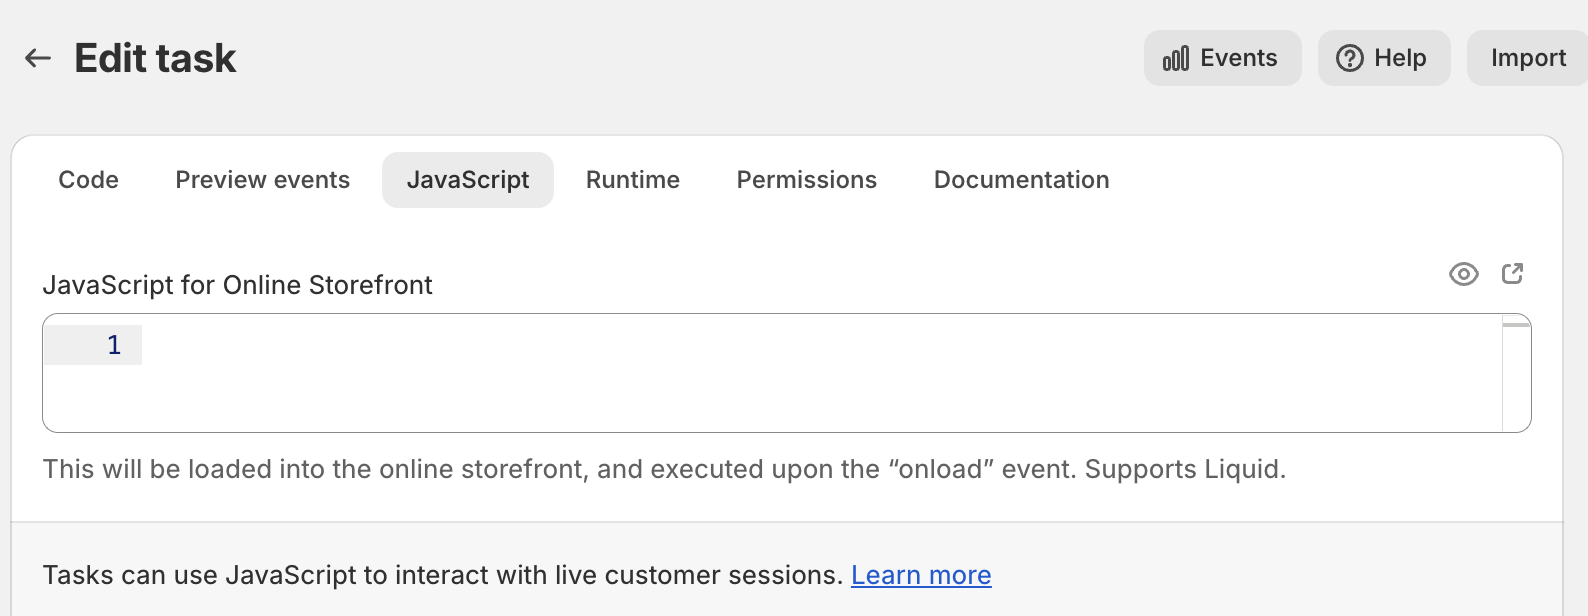 Edit task
Events
Help
Import
Code
Preview events
JavaScript
Runtime
Permissions
Documentation
JavaScript for Online Storefront
1
This will be loaded into the online storefront, and executed upon the “onload” event. Supports Liquid.
Tasks can use JavaScript to interact with live customer sessions. Learn more